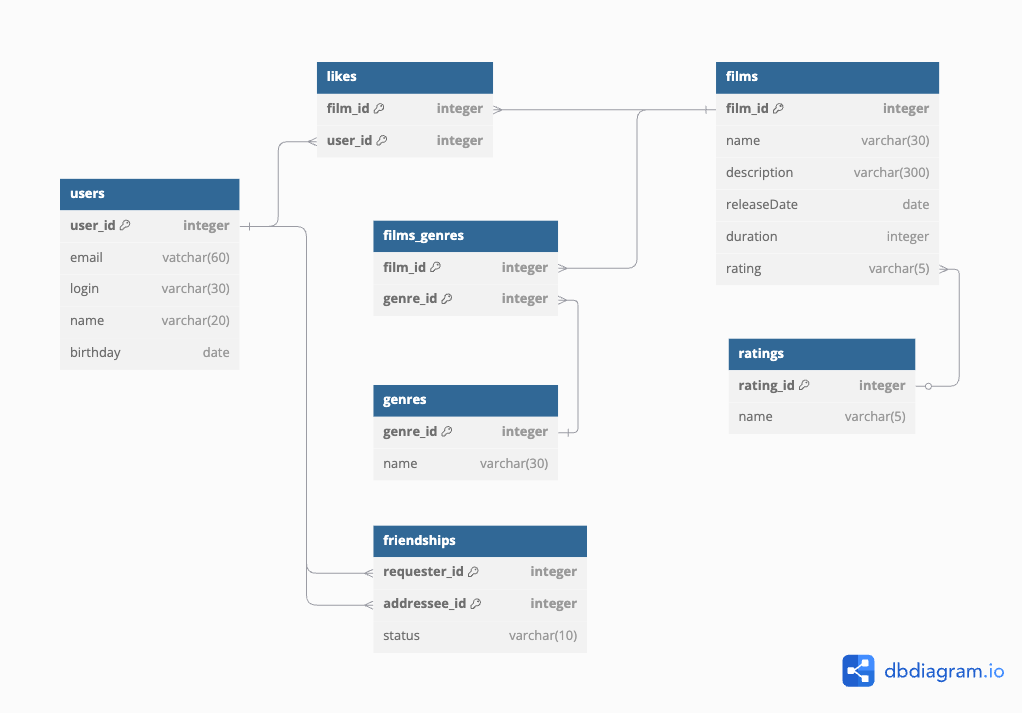 likes
film_id integer
user_id integer
films
film_id integer
name varchar(30)
description varchar(300)
releaseDate date
duration integer
rating varchar(5)
users
user_id integer
email vatchar(60)
login varchar(30)
name varchar(20)
birthday date
films_genres
film_id integer
genre_id integer
ratings
rating_id integer
name varchar(5)
genres
genre_id integer
name varchar(30)
friendships
requester_id integer
addressee_id integer
status varchar(10)
dbdiagram.io